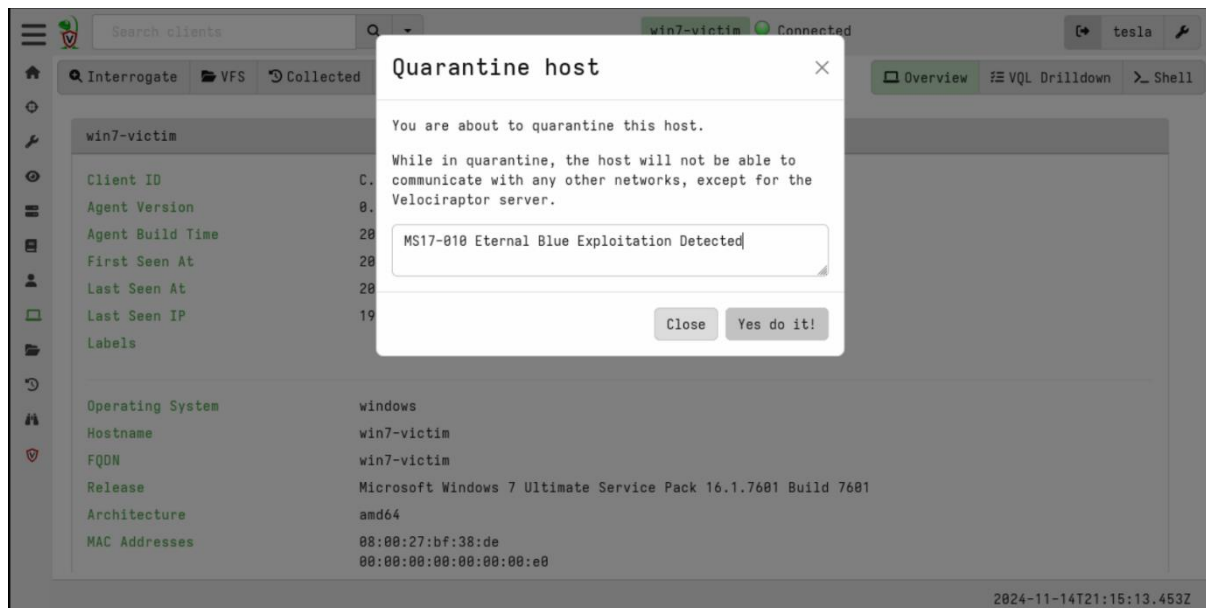 Search clients
win7-victim Connected
tesla
Interrogate VFS Collected
Overview VQL Drilldown >_ Shell
Quarantine host
You are about to quarantine this host.
While in quarantine, the host will not be able to
communicate with any other networks, except for the
Velociraptor server.
MS17-010 Eternal Blue Exploitation Detected
Close Yes do it!
win7-victim
Client ID C.
Agent Version 0.
Agent Build Time 20
First Seen At 20
Last Seen At 20
Last Seen IP 19
Labels
Operating System windows
Hostname win7-victim
FQDN win7-victim
Release Microsoft Windows 7 Ultimate Service Pack 16.1.7601 Build 7601
Architecture amd64
MAC Addresses 08:00:27:bf:38:de
00:00:00:00:00:00:00:e0
2024-11-14T21:15:13.453Z